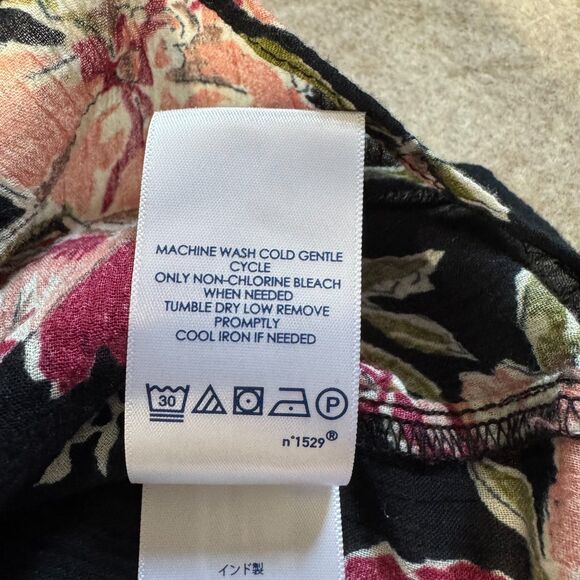 MACHINE WASH COLD GENTLE
CYCLE
ONLY NON-CHLORINE BLEACH
WHEN NEEDED
TUMBLE DRY LOW REMOVE
PROMPTLY
COOL IRON IF NEEDED
30 P
n°1529®
インド製